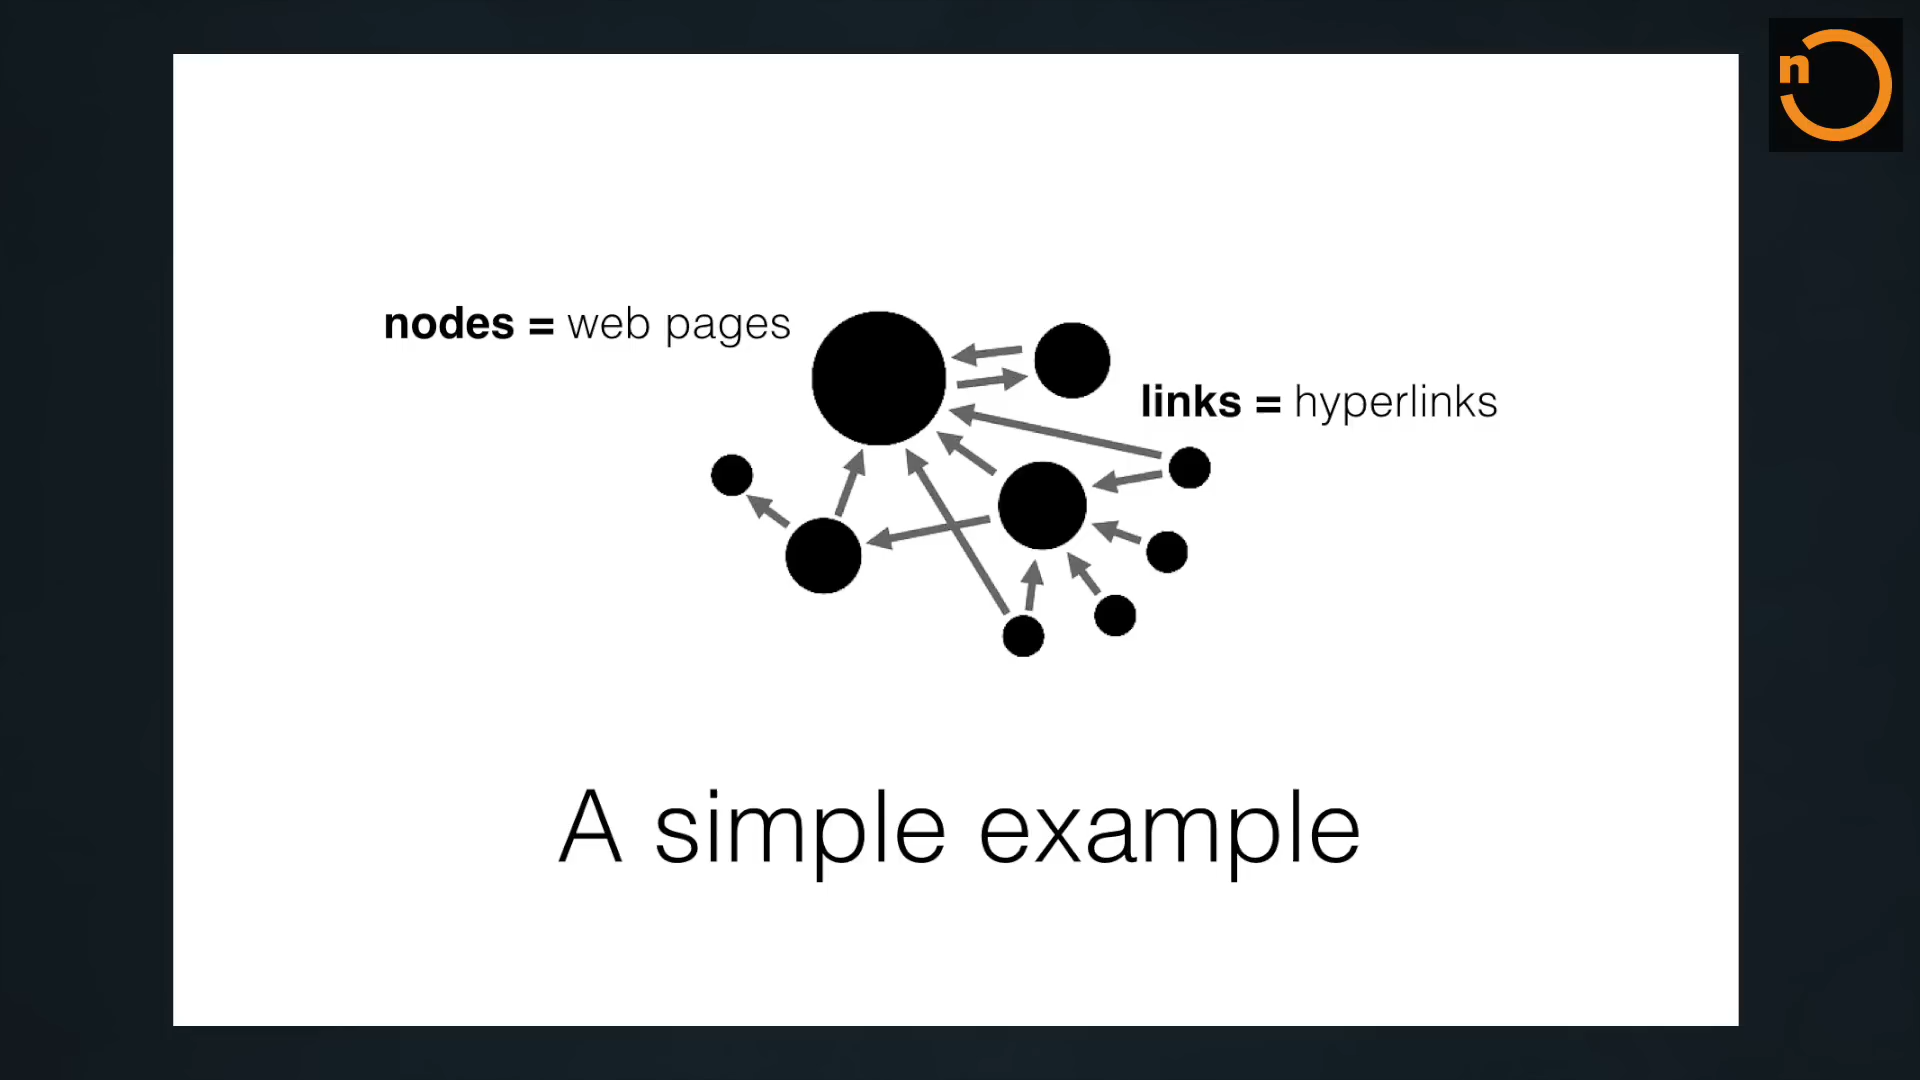 n
nodes = web pages
links = hyperlinks
A simple example